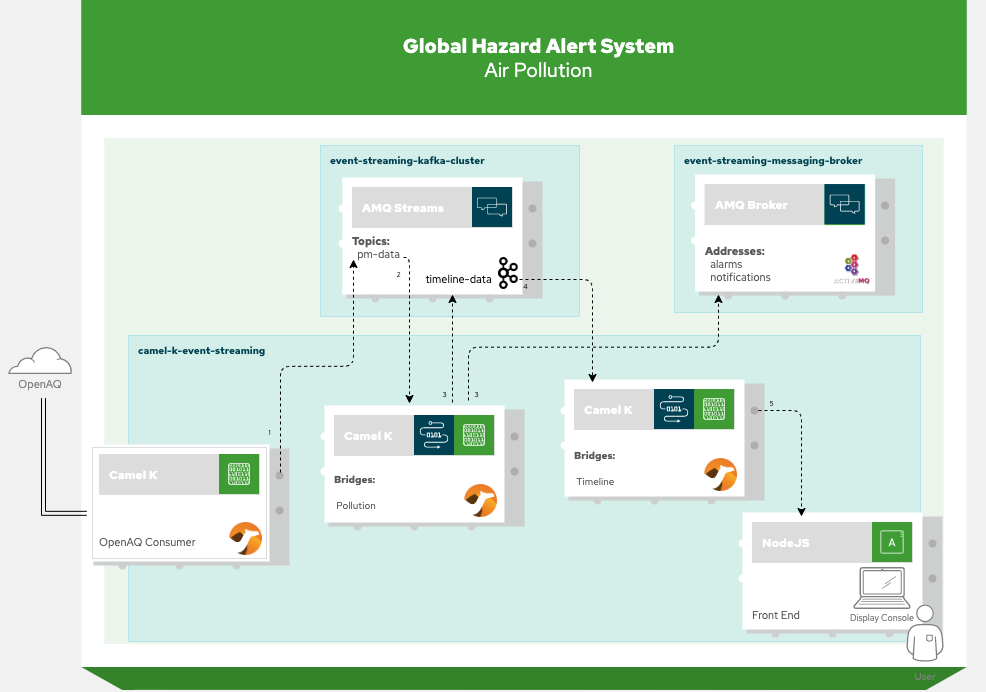 Global Hazard Alert System
Air Pollution
event-streaming-kafka-cluster
AMQ Streams
Topics:
pm-data
2
timeline-data
4
event-streaming-messaging-broker
AMQ Broker
Addresses:
alarms
notifications
ACTIVEMQ
camel-k-event-streaming
OpenAQ
1
Camel K
OpenAQ Consumer
3
3
Camel K
0101
Bridges:
Pollution
Camel K
0101
Bridges:
Timeline
5
NodeJS
A
Front End
Display Console
User